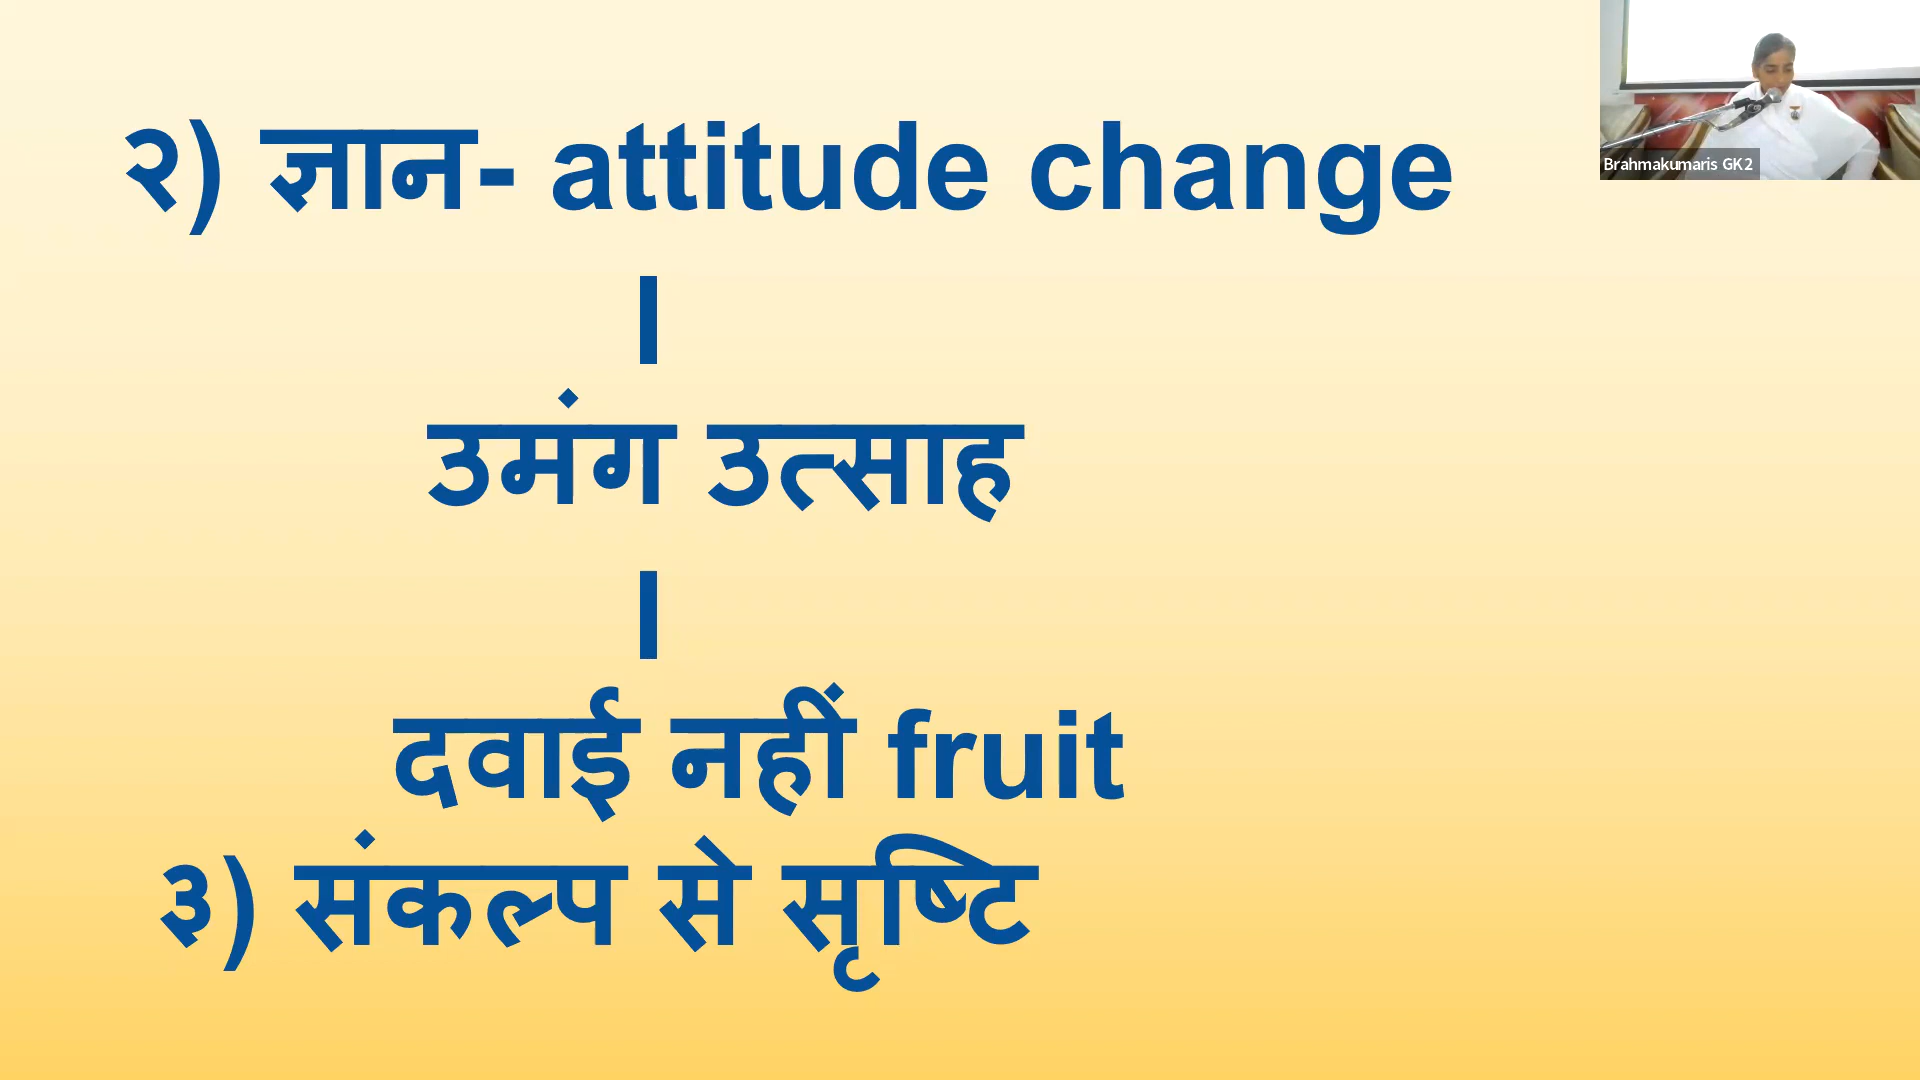 २) ज्ञान- attitude change
|
उमंग उत्साह
|
दवाई नहीं fruit
३) संकल्प से सृष्टि
Brahmakumaris GK2